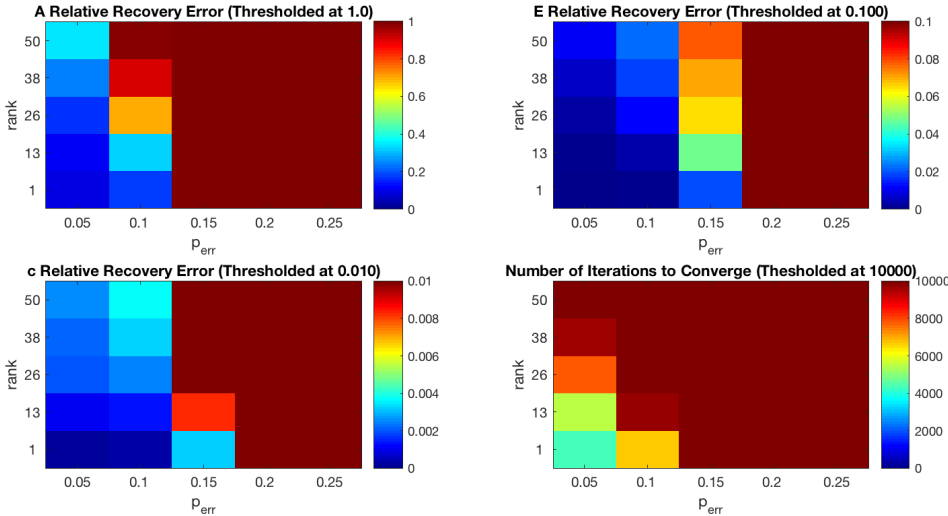 A Relative Recovery Error (Thresholded at 1.0)
50
38
26
13
1
rank
0.05 0.1 0.15 0.2 0.25
p_err
1
0.8
0.6
0.4
0.2
0
E Relative Recovery Error (Thresholded at 0.100)
50
38
26
13
1
rank
0.05 0.1 0.15 0.2 0.25
p_err
0.1
0.08
0.06
0.04
0.02
0
c Relative Recovery Error (Thresholded at 0.010)
50
38
26
13
1
rank
0.05 0.1 0.15 0.2 0.25
p_err
0.01
0.008
0.006
0.004
0.002
0
Number of Iterations to Converge (Thesholded at 10000)
50
38
26
13
1
rank
0.05 0.1 0.15 0.2 0.25
p_err
10000
8000
6000
4000
2000
0